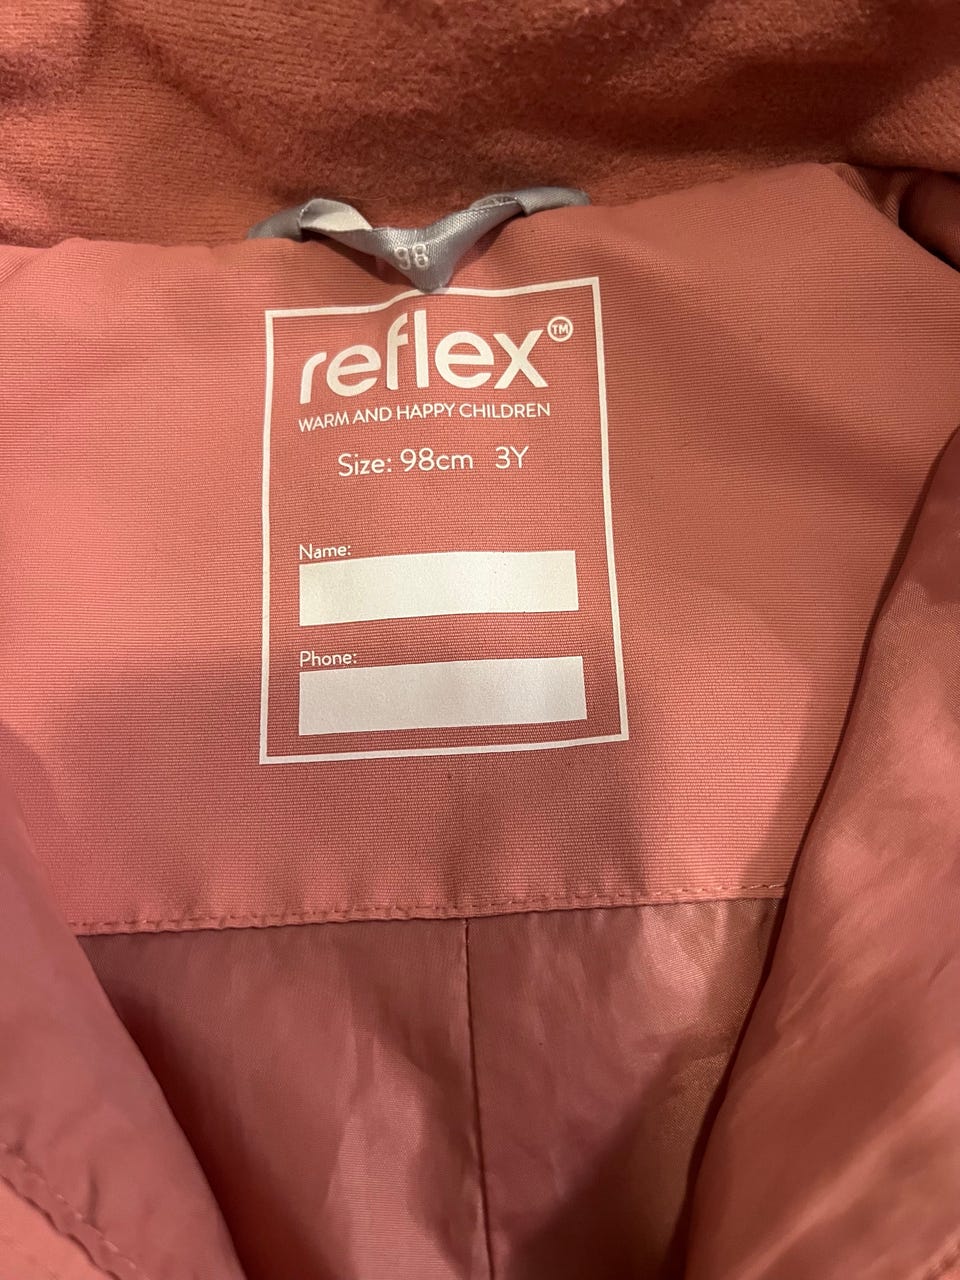 98
reflex™
WARM AND HAPPY CHILDREN
Size: 98cm 3Y
Name:
Phone: